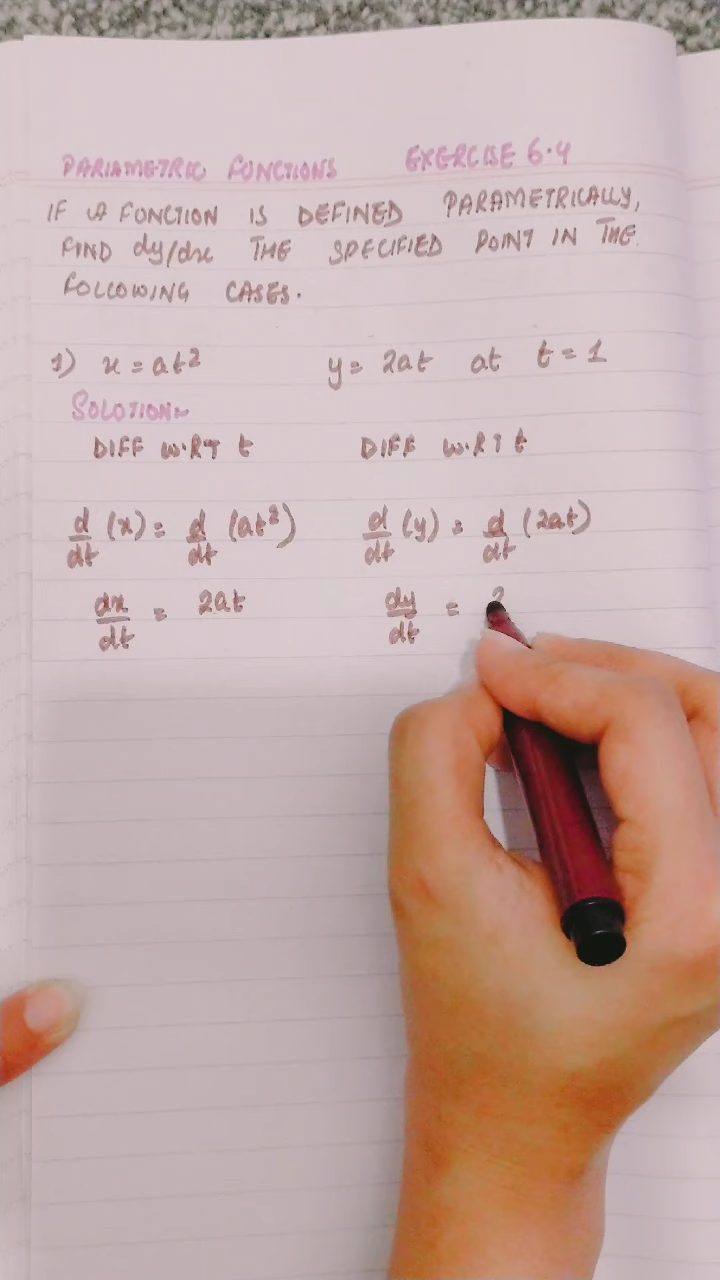 PARAMETRIC FUNCTIONS EXERCISE 6.4
IF A FUNCTION IS DEFINED PARAMETRICALLY,
FIND dy/dx THE SPECIFIED POINT IN THE
FOLLOWING CASES.
1) x = at² y = 2at at t = 1
SOLUTION
DIFF W.R.T t DIFF W.R.T t
d/dt (x) = d/dt (at²) d/dt (y) = d/dt (2at)
dx/dt = 2at dy/dt = 2